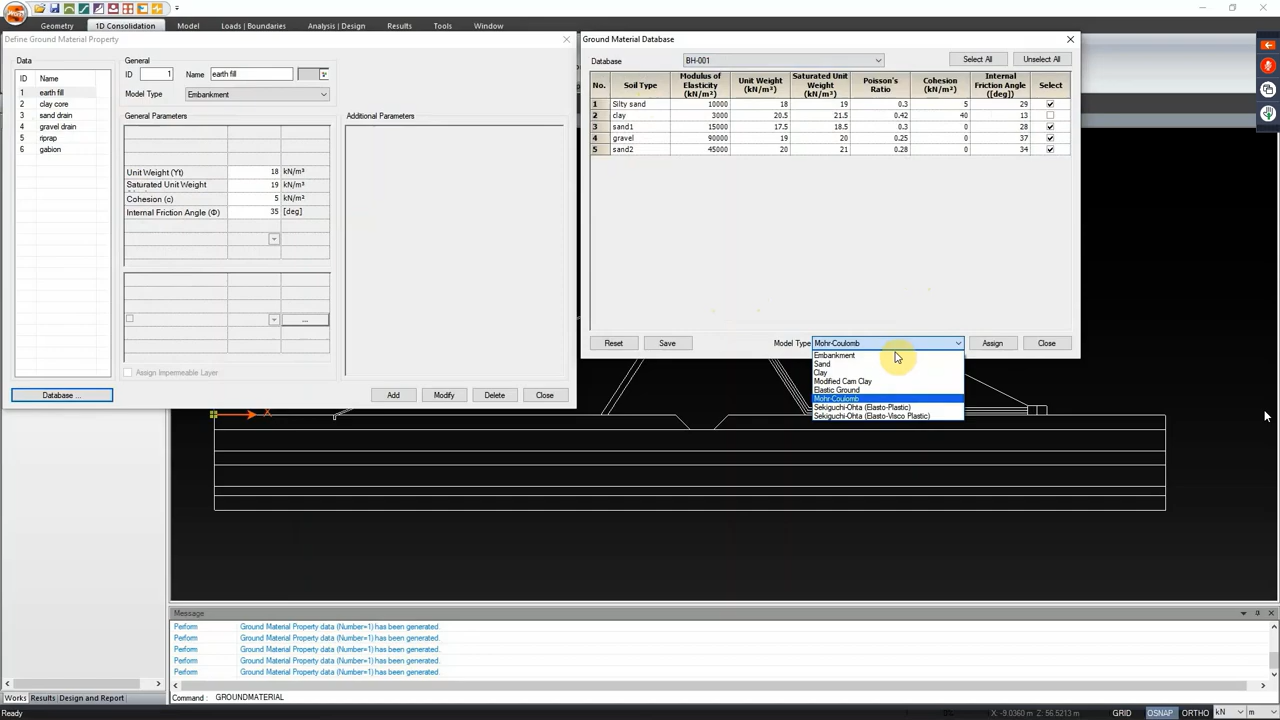 Geometry 1D Consolidation Model Loads | Boundaries Analysis | Design Results Tools Window
Define Ground Material Property
Data
ID Name
1 earth fill
2 clay core
3 sand drain
4 gravel drain
5 riprap
6 gabion
Database ...
General
ID 1 Name earth fill
Model Type Embankment
General Parameters
Additional Parameters
Unit Weight (Yt) 18 kN/m³
Saturated Unit Weight 19 kN/m³
Cohesion (c) 5 kN/m³
Internal Friction Angle (Φ) 35 [deg]
...
Assign Impermeable Layer
Add Modify Delete Close
Ground Material Database
Database BH-001 Select All Unselect All
No. Soil Type Modulus of Elasticity (kN/m²) Unit Weight (kN/m³) Saturated Unit Weight (kN/m³) Poisson's Ratio Cohesion (kN/m²) Internal Friction Angle ([deg]) Select
1 Silty sand 10000 18 19 0.3 5 29
2 clay 3000 20.5 21.5 0.42 40 13
3 sand1 15000 17.5 18.5 0.3 0 28
4 gravel 90000 19 20 0.25 0 37
5 sand2 45000 20 21 0.28 0 34
Reset Save Model Type Mohr-Coulomb Assign Close
Embankment
Sand
Clay
Modified Cam Clay
Elastic Ground
Mohr-Coulomb
Sekiguchi-Ohta (Elasto-Plastic)
Sekiguchi-Ohta (Elasto-Visco Plastic)
X
Message
Perform Ground Material Property data (Number=1) has been generated.
Perform Ground Material Property data (Number=1) has been generated.
Perform Ground Material Property data (Number=1) has been generated.
Perform Ground Material Property data (Number=1) has been generated.
Perform Ground Material Property data (Number=1) has been generated.
Command : GROUNDMATERIAL
Works Results Design and Report
Ready X: -9.0360 m Z: 56.5213 m GRID OSNAP ORTHO kN m